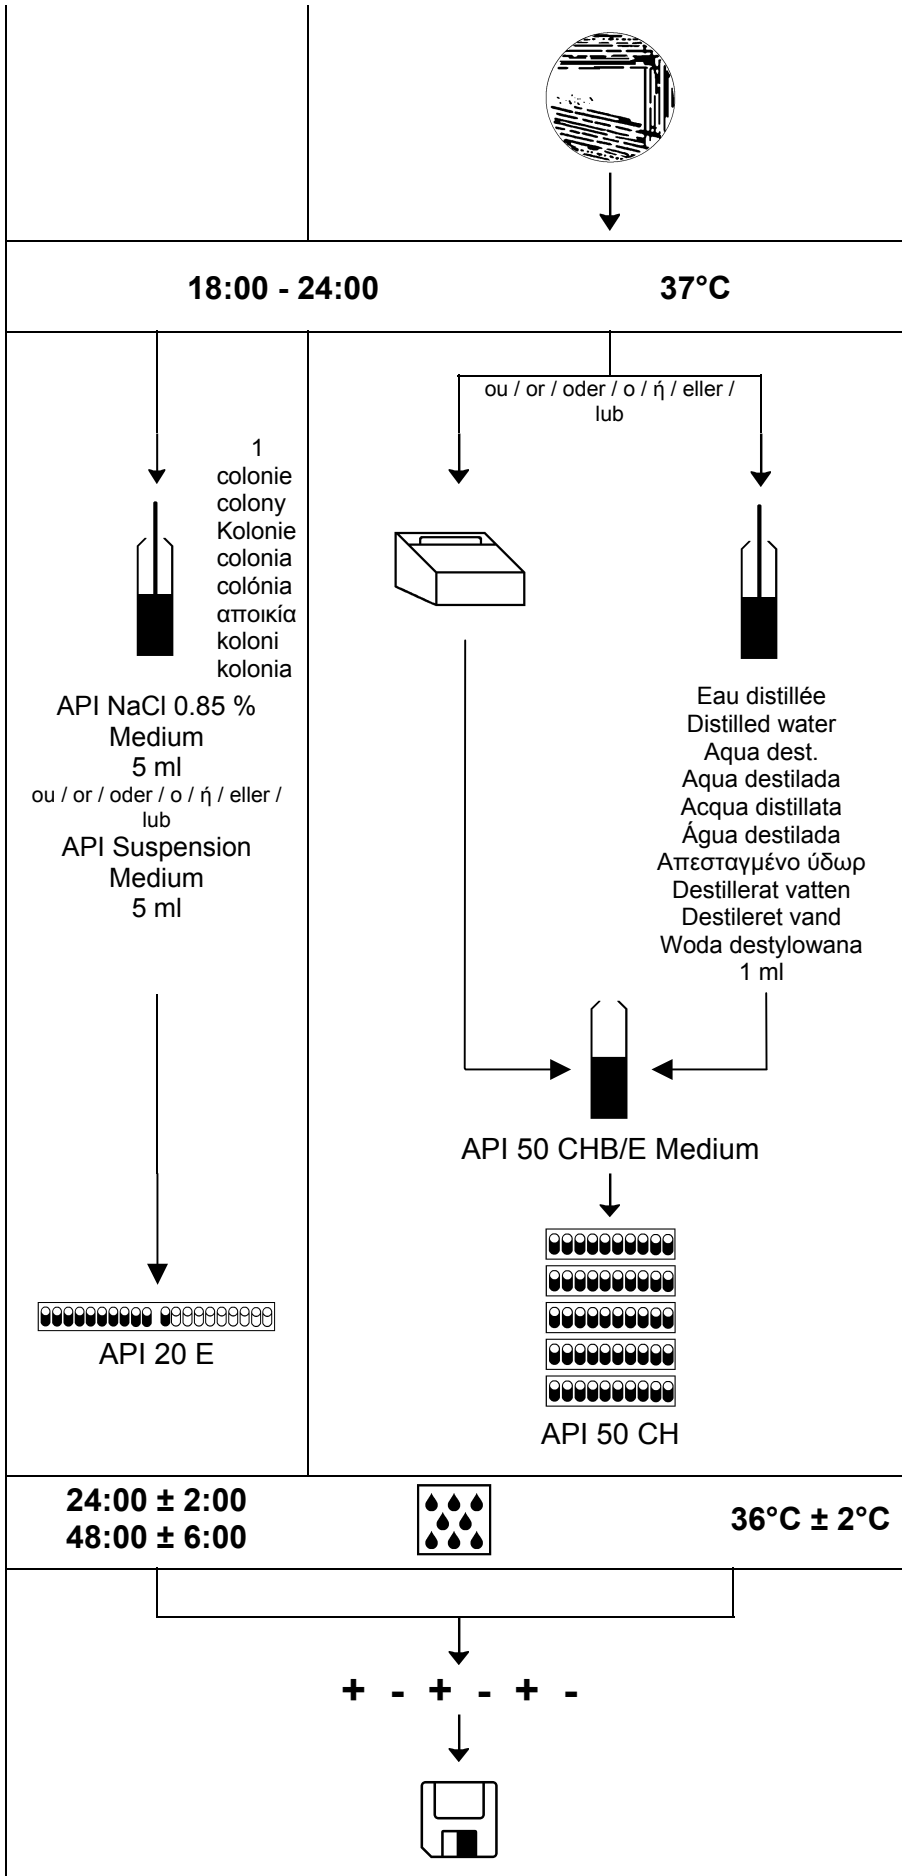 18:00 - 24:00 37°C
ou / or / oder / o / ή / eller /
lub
1
colonie
colony
Kolonie
colonia
colónia
αποικία
koloni
kolonia
API NaCl 0.85 %
Medium
5 ml
ou / or / oder / o / ή / eller /
lub
API Suspension
Medium
5 ml
Eau distillée
Distilled water
Aqua dest.
Aqua destilada
Acqua distillata
Água destilada
Απεσταγμένο ύδωρ
Destillerat vatten
Destileret vand
Woda destylowana
1 ml
API 50 CHB/E Medium
API 20 E
API 50 CH
24:00 ± 2:00
48:00 ± 6:00
36°C ± 2°C
+ - + - + -